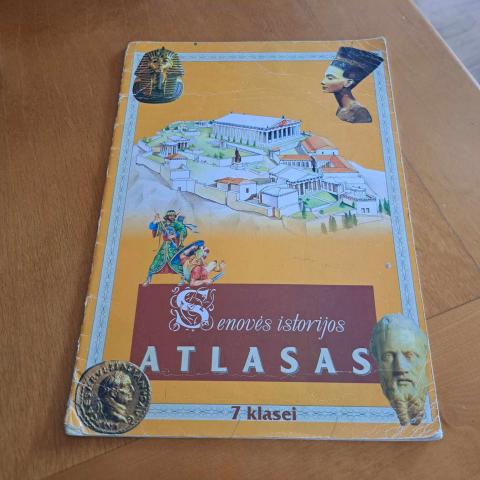 Senovės istorijos
ATLASAS
7 klasei